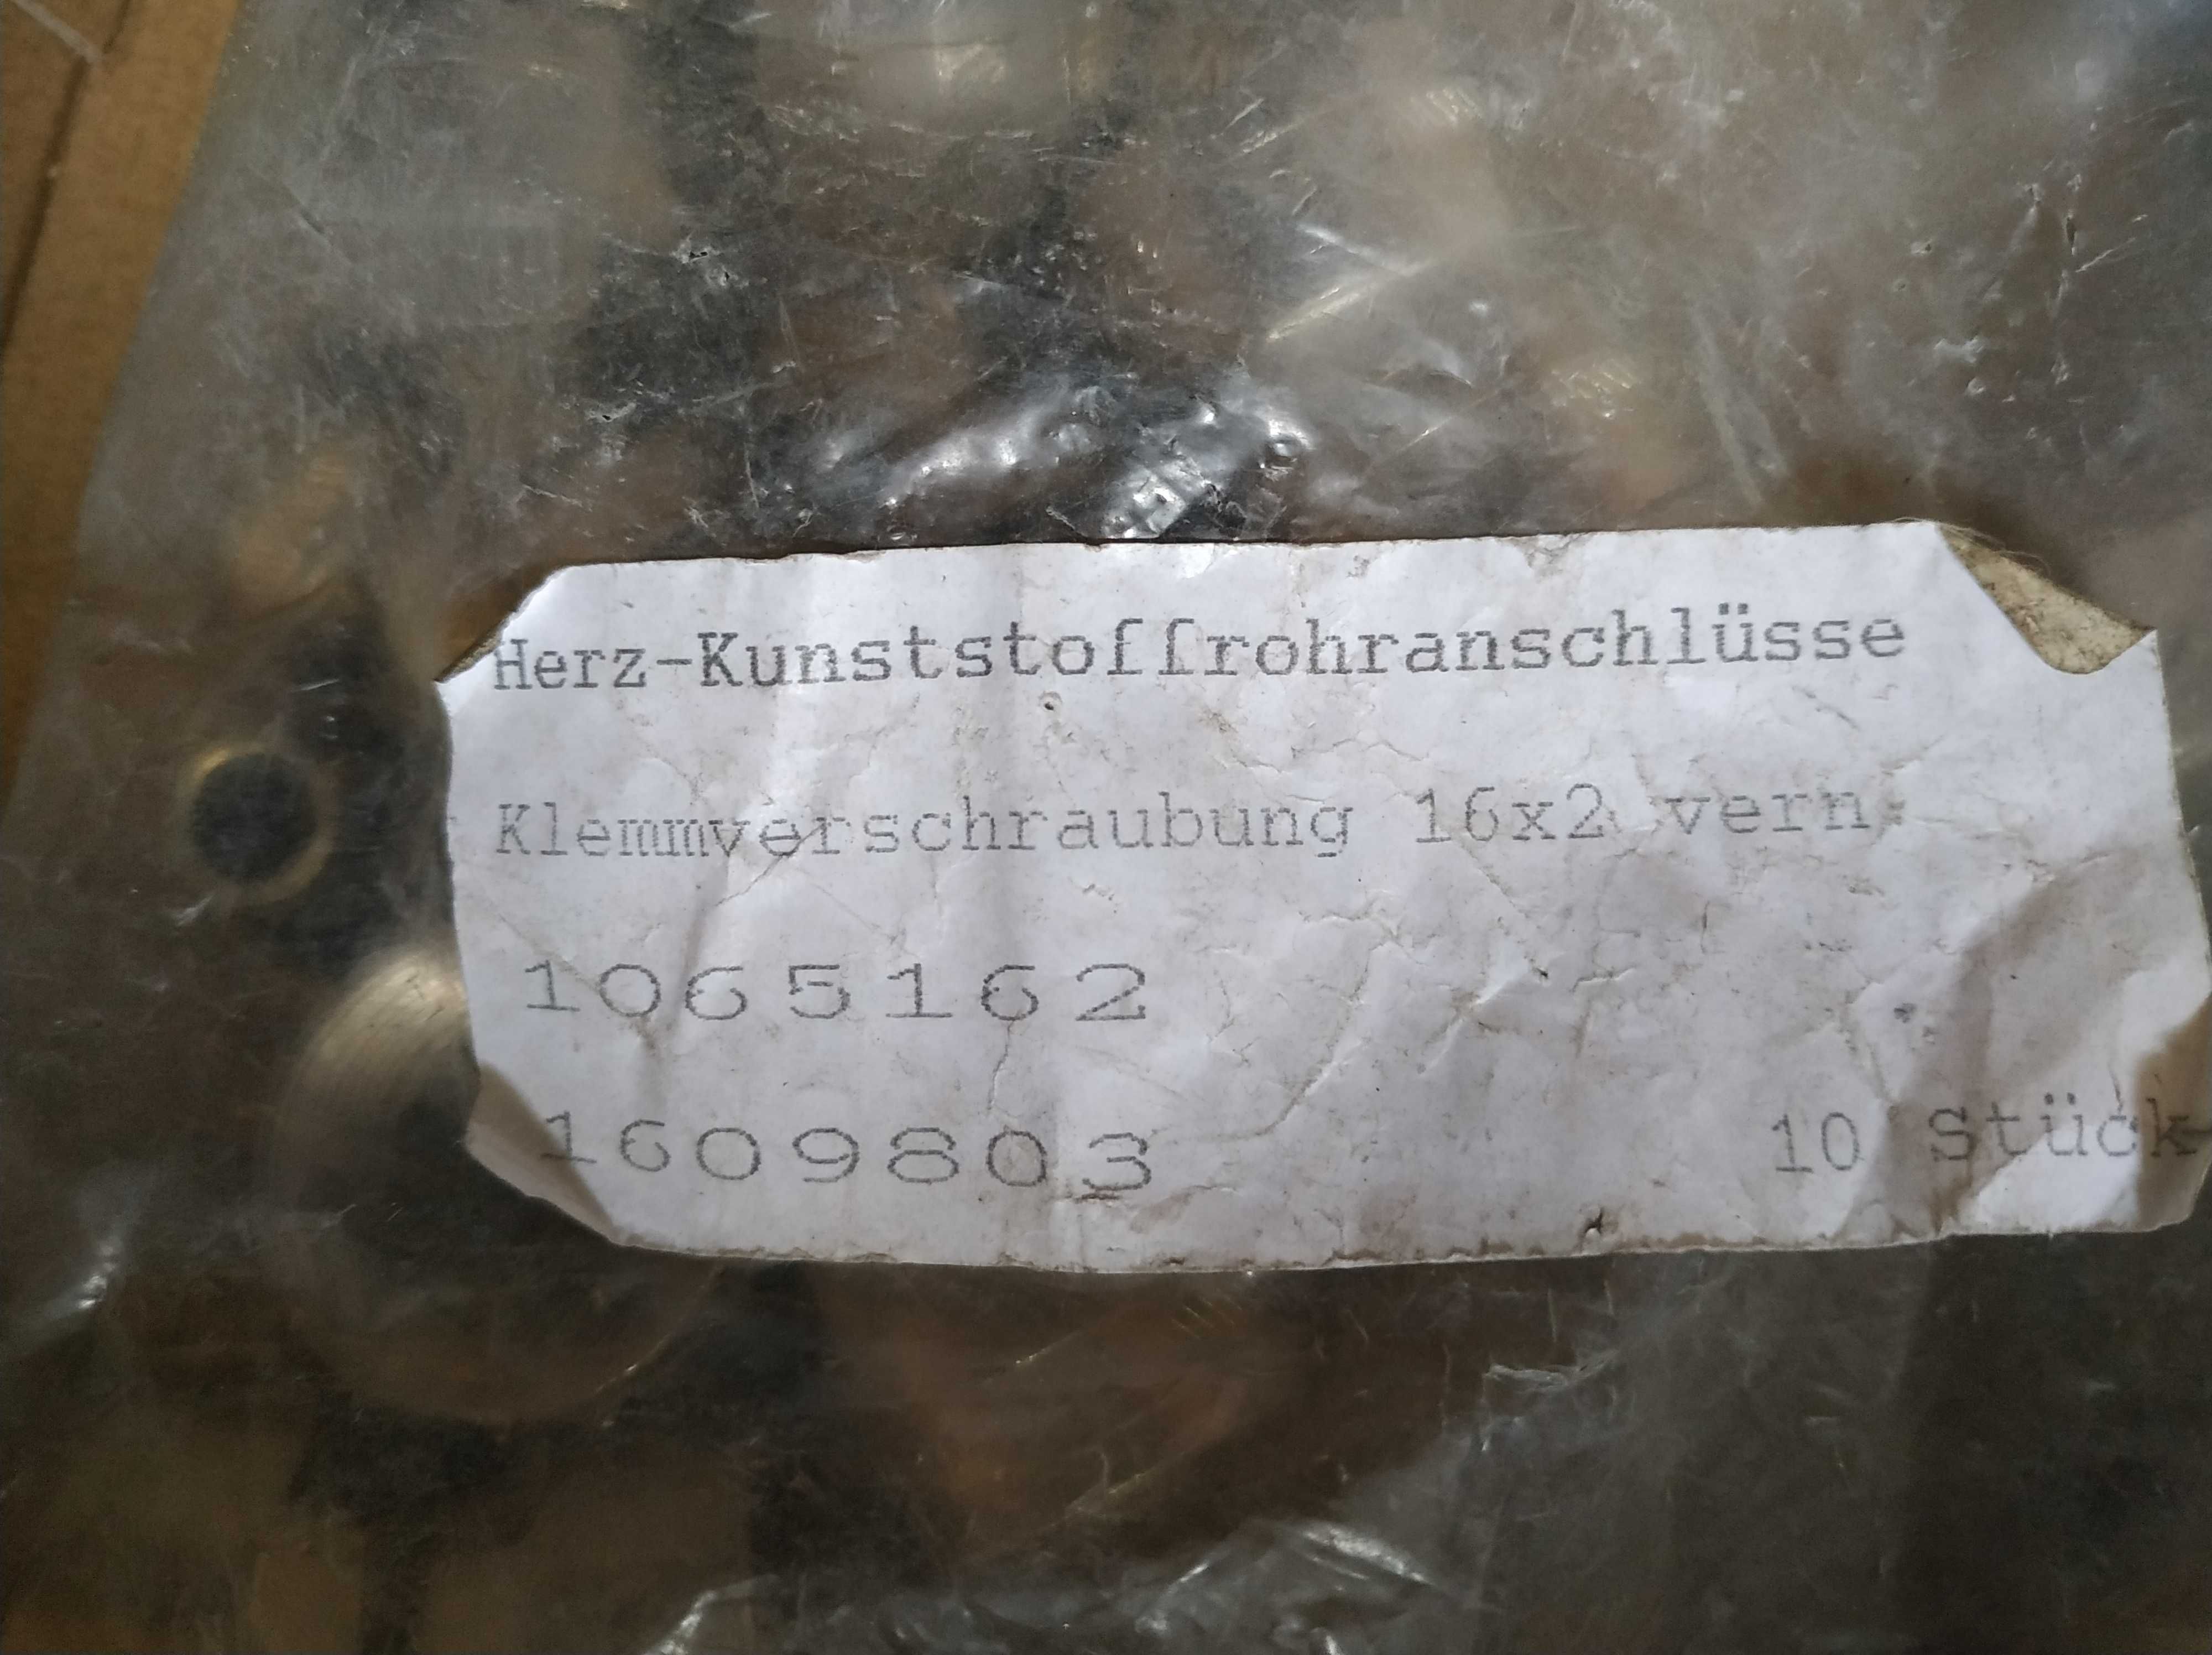 Herz-Kunststoffrohranschlüsse
Klemmverschraubung 16x2 vern.
1065162
1609803 10 Stück